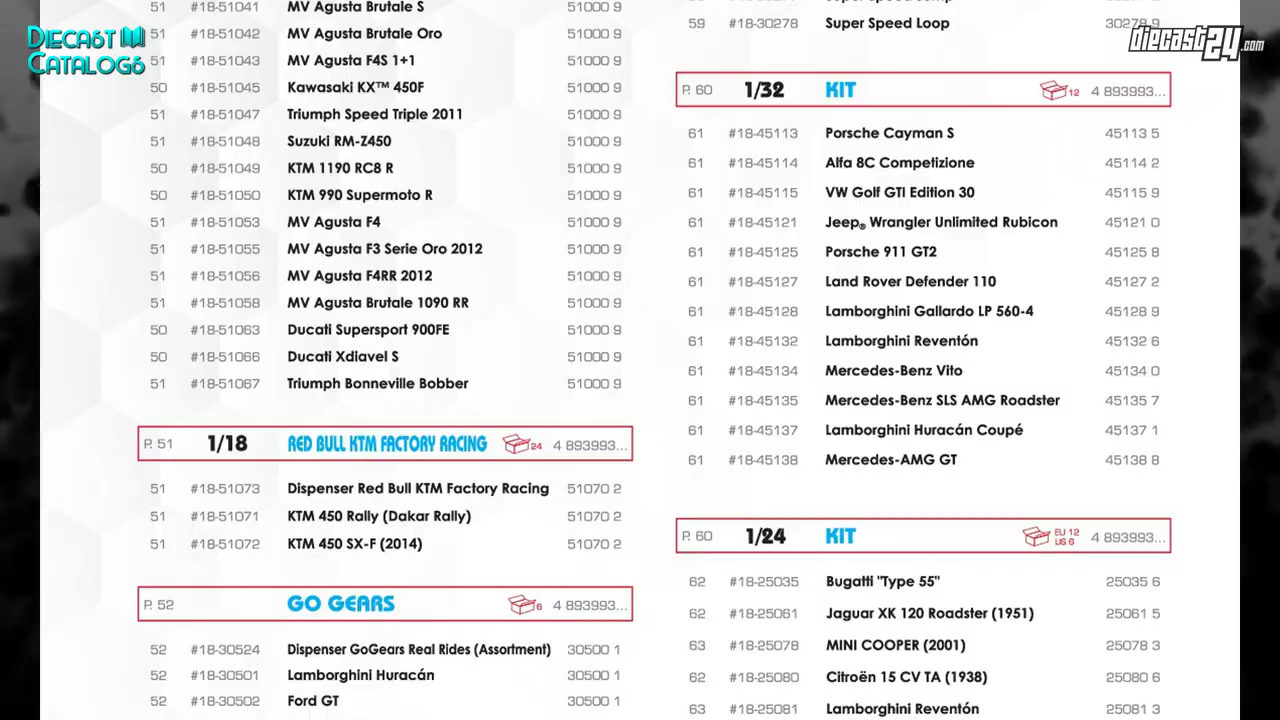 DIECAST
CATALOGS
diecast24.com
51 #18-51041 MV Agusta Brutale S 51000 9
51 #18-51042 MV Agusta Brutale Oro 51000 9
51 #18-51043 MV Agusta F4S 1+1 51000 9
50 #18-51045 Kawasaki KX™ 450F 51000 9
51 #18-51047 Triumph Speed Triple 2011 51000 9
51 #18-51048 Suzuki RM-Z450 51000 9
50 #18-51049 KTM 1190 RC8 R 51000 9
50 #18-51050 KTM 990 Supermoto R 51000 9
51 #18-51053 MV Agusta F4 51000 9
51 #18-51055 MV Agusta F3 Serie Oro 2012 51000 9
51 #18-51056 MV Agusta F4RR 2012 51000 9
51 #18-51058 MV Agusta Brutale 1090 RR 51000 9
50 #18-51063 Ducati Supersport 900FE 51000 9
50 #18-51066 Ducati Xdiavel S 51000 9
51 #18-51067 Triumph Bonneville Bobber 51000 9
P. 51 1/18 RED BULL KTM FACTORY RACING 24 4 893993...
51 #18-51073 Dispenser Red Bull KTM Factory Racing 51070 2
51 #18-51071 KTM 450 Rally (Dakar Rally) 51070 2
51 #18-51072 KTM 450 SX-F (2014) 51070 2
P. 52 GO GEARS 6 4 893993...
52 #18-30524 Dispenser GoGears Real Rides (Assortment) 30500 1
52 #18-30501 Lamborghini Huracán 30500 1
52 #18-30502 Ford GT 30500 1
59 #18-30278 Super Speed Loop 30278 9
P. 60 1/32 KIT 12 4 893993...
61 #18-45113 Porsche Cayman S 45113 5
61 #18-45114 Alfa 8C Competizione 45114 2
61 #18-45115 VW Golf GTI Edition 30 45115 9
61 #18-45121 Jeep® Wrangler Unlimited Rubicon 45121 0
61 #18-45125 Porsche 911 GT2 45125 8
61 #18-45127 Land Rover Defender 110 45127 2
61 #18-45128 Lamborghini Gallardo LP 560-4 45128 9
61 #18-45132 Lamborghini Reventón 45132 6
61 #18-45134 Mercedes-Benz Vito 45134 0
61 #18-45135 Mercedes-Benz SLS AMG Roadster 45135 7
61 #18-45137 Lamborghini Huracán Coupé 45137 1
61 #18-45138 Mercedes-AMG GT 45138 8
P. 60 1/24 KIT EU 12 US 6 4 893993...
62 #18-25035 Bugatti "Type 55" 25035 6
62 #18-25061 Jaguar XK 120 Roadster (1951) 25061 5
63 #18-25078 MINI COOPER (2001) 25078 3
62 #18-25080 Citroën 15 CV TA (1938) 25080 6
63 #18-25081 Lamborghini Reventón 25081 3